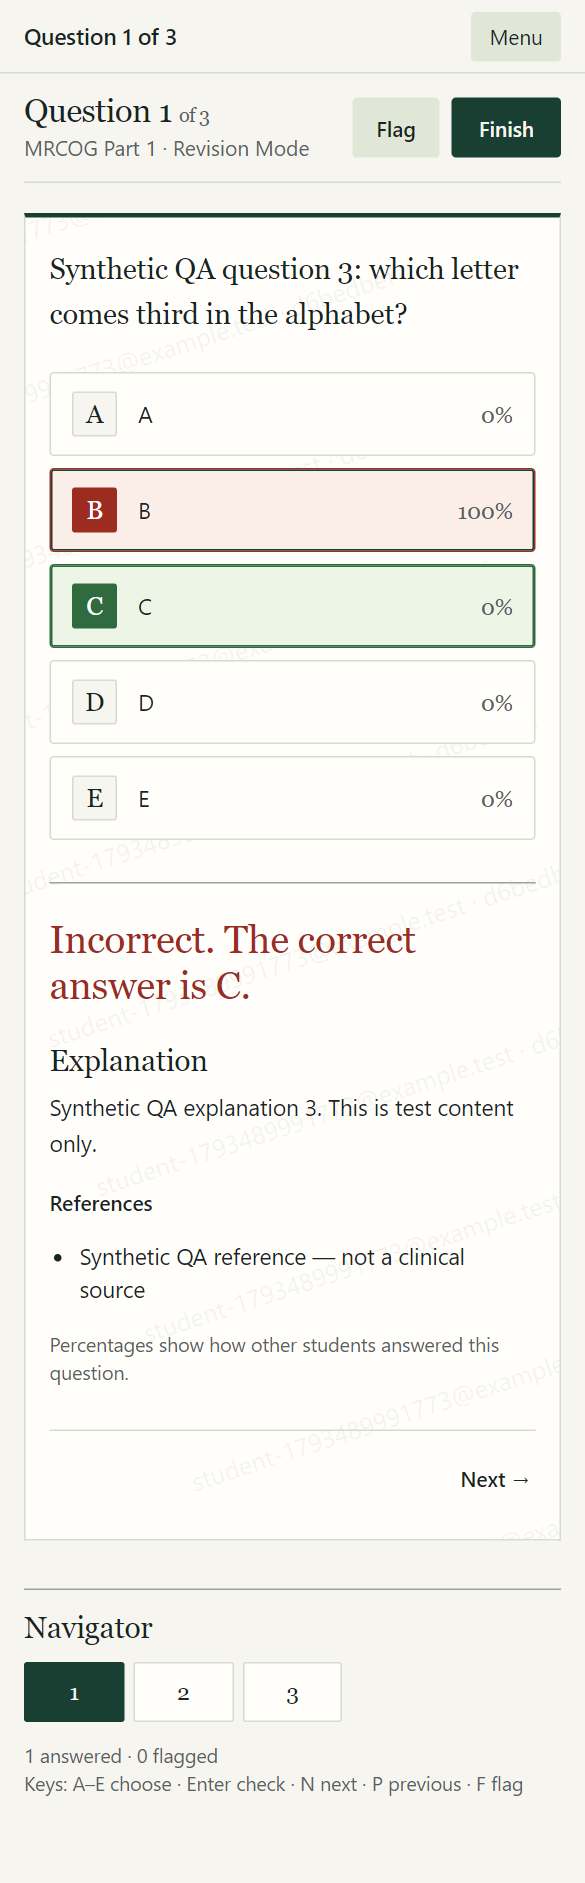 Question 1 of 3
Menu
Question 1 of 3
MRCOG Part 1 · Revision Mode
Flag
Finish
Synthetic QA question 3: which letter
comes third in the alphabet?
A A 0%
B B 100%
C C 0%
D D 0%
E E 0%
Incorrect. The correct
answer is C.
Explanation
Synthetic QA explanation 3. This is test content
only.
References
• Synthetic QA reference — not a clinical
source
Percentages show how other students answered this
question.
student-1793489991773@example
Next →
Navigator
1 2 3
1 answered · 0 flagged
Keys: A–E choose · Enter check · N next · P previous · F flag